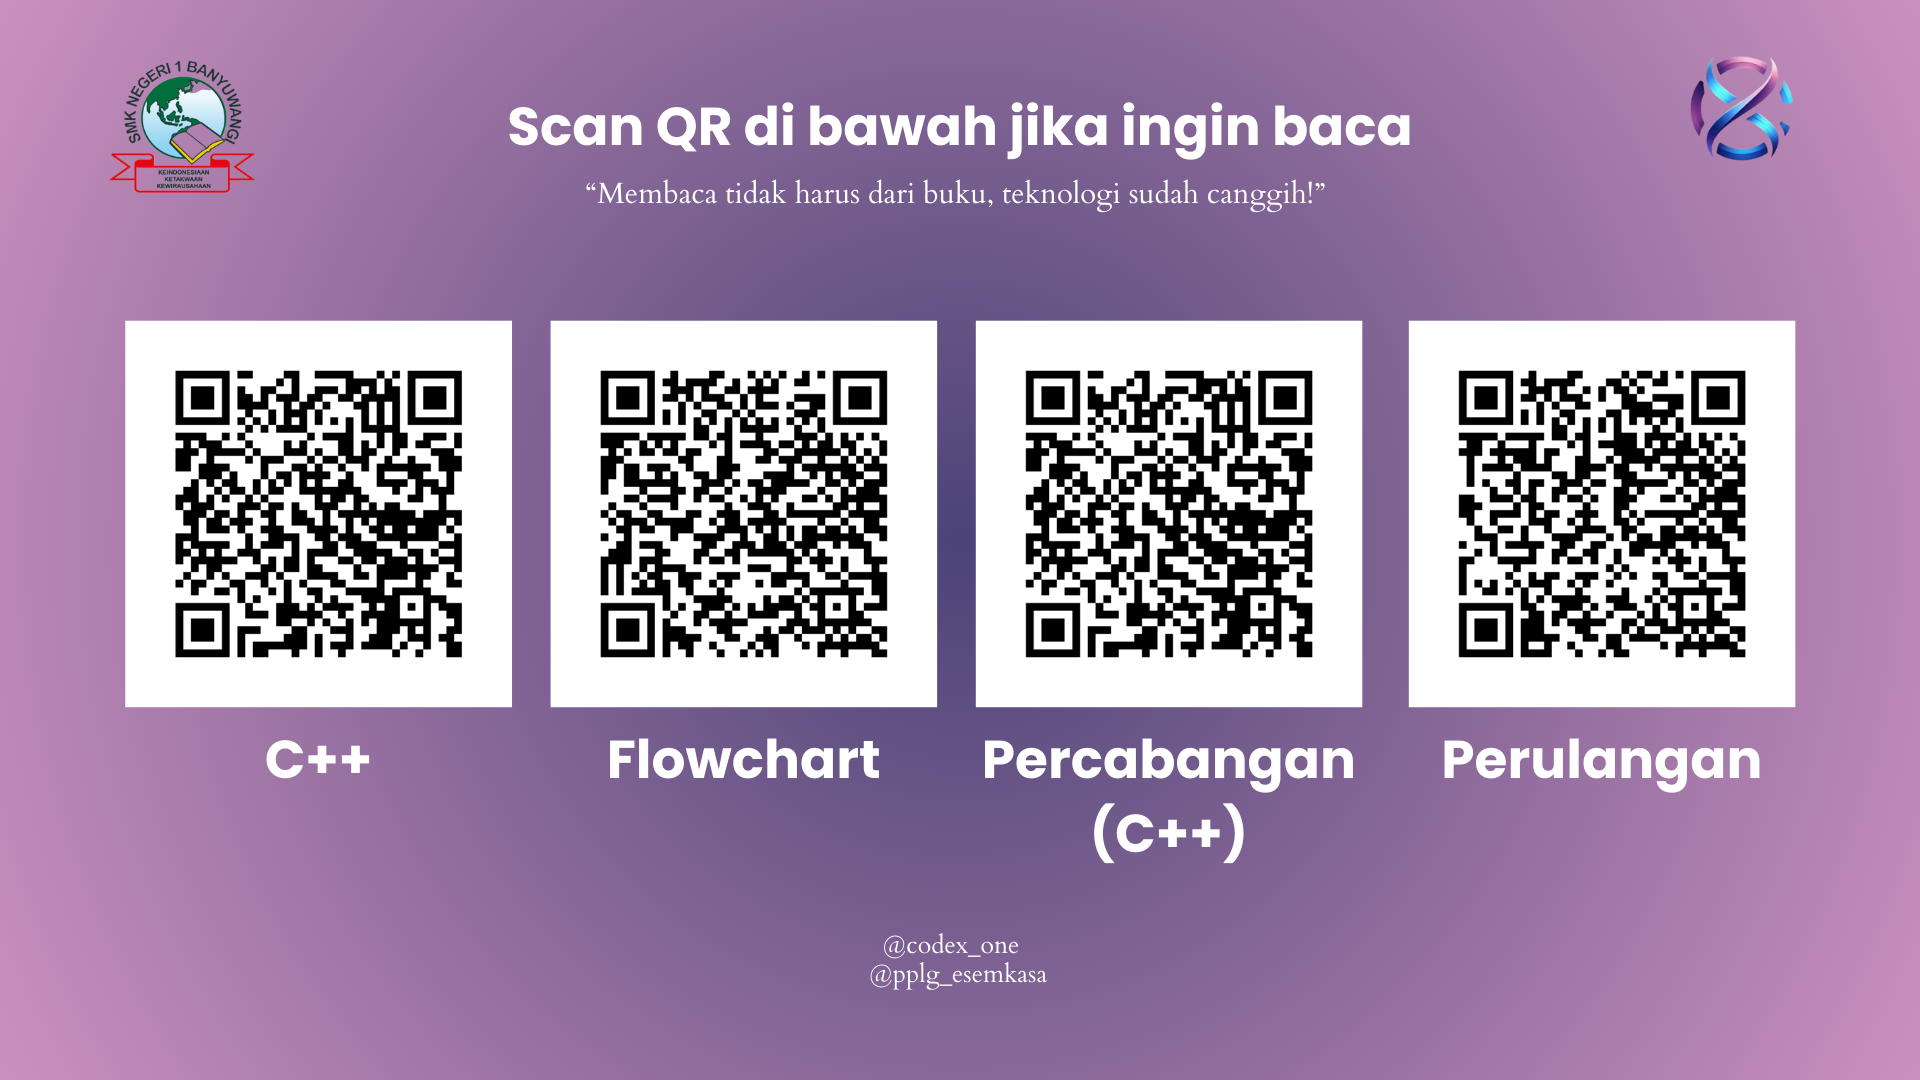 SMK NEGERI 1 BANYUWANGI
KEINDONESIAAN
KETAKWAAN
KEWIRAUSAHAAN
Scan QR di bawah jika ingin baca
“Membaca tidak harus dari buku, teknologi sudah canggih!”
C++
Flowchart
Percabangan
(C++)
Perulangan
@codex_one
@pplg_esemkasa